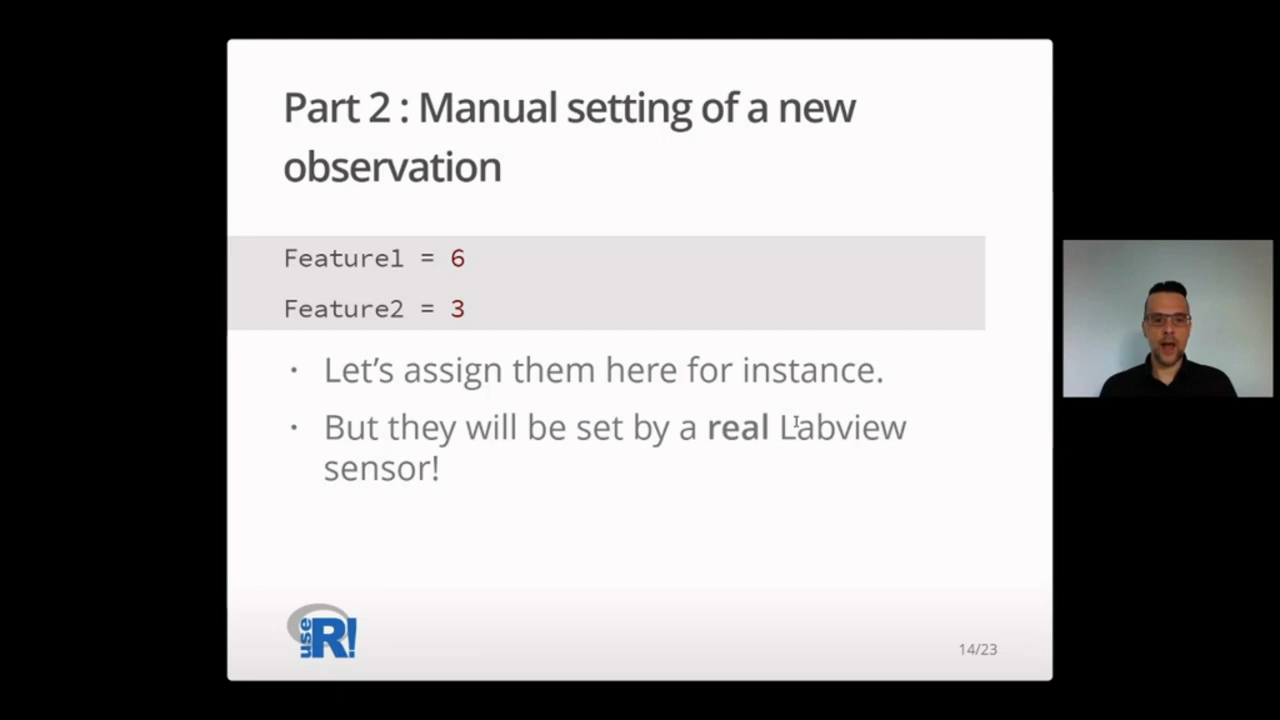 Part 2 : Manual setting of a new
observation
Feature1 = 6
Feature2 = 3
· Let’s assign them here for instance.
· But they will be set by a real Labview
sensor!
use R!
14/23